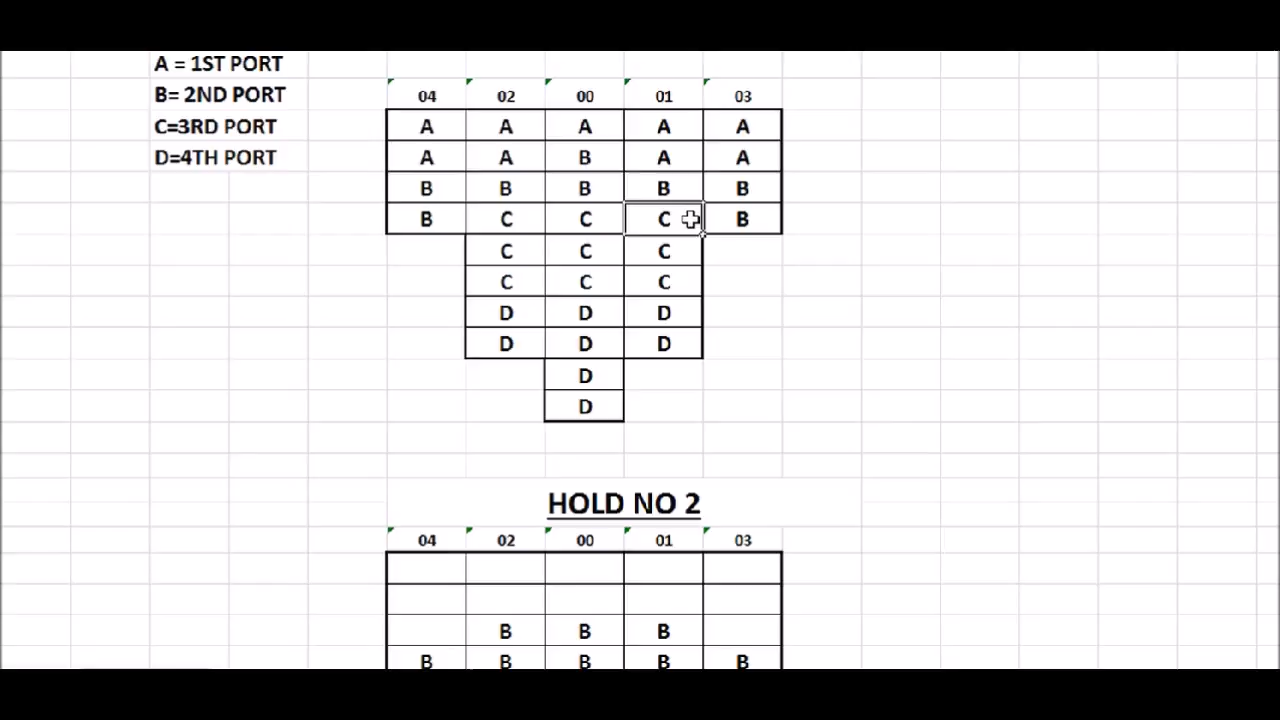 A = 1ST PORT
B= 2ND PORT
C=3RD PORT
D=4TH PORT
04 02 00 01 03
A A A A A
A A B A A
B B B B B
B C C C B
C C C
C C C
D D D
D D D
D
D
HOLD NO 2
04 02 00 01 03
B B B
B B B B B